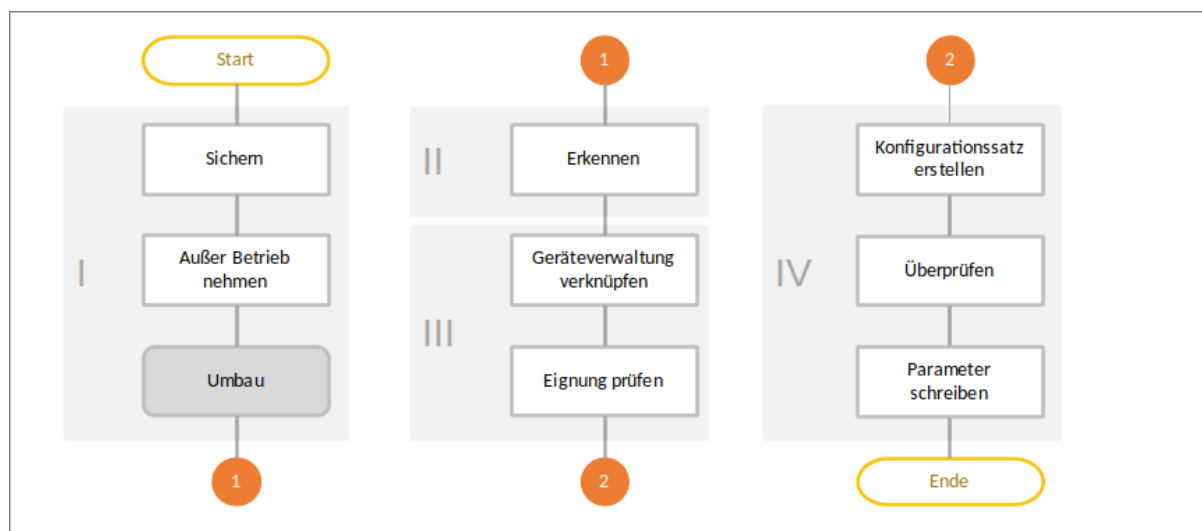 Start
I
Sichern
Außer Betrieb
nehmen
Umbau
1
1
II
Erkennen
III
Geräteverwaltung
verknüpfen
Eignung prüfen
2
2
IV
Konfigurationssatz
erstellen
Überprüfen
Parameter
schreiben
Ende